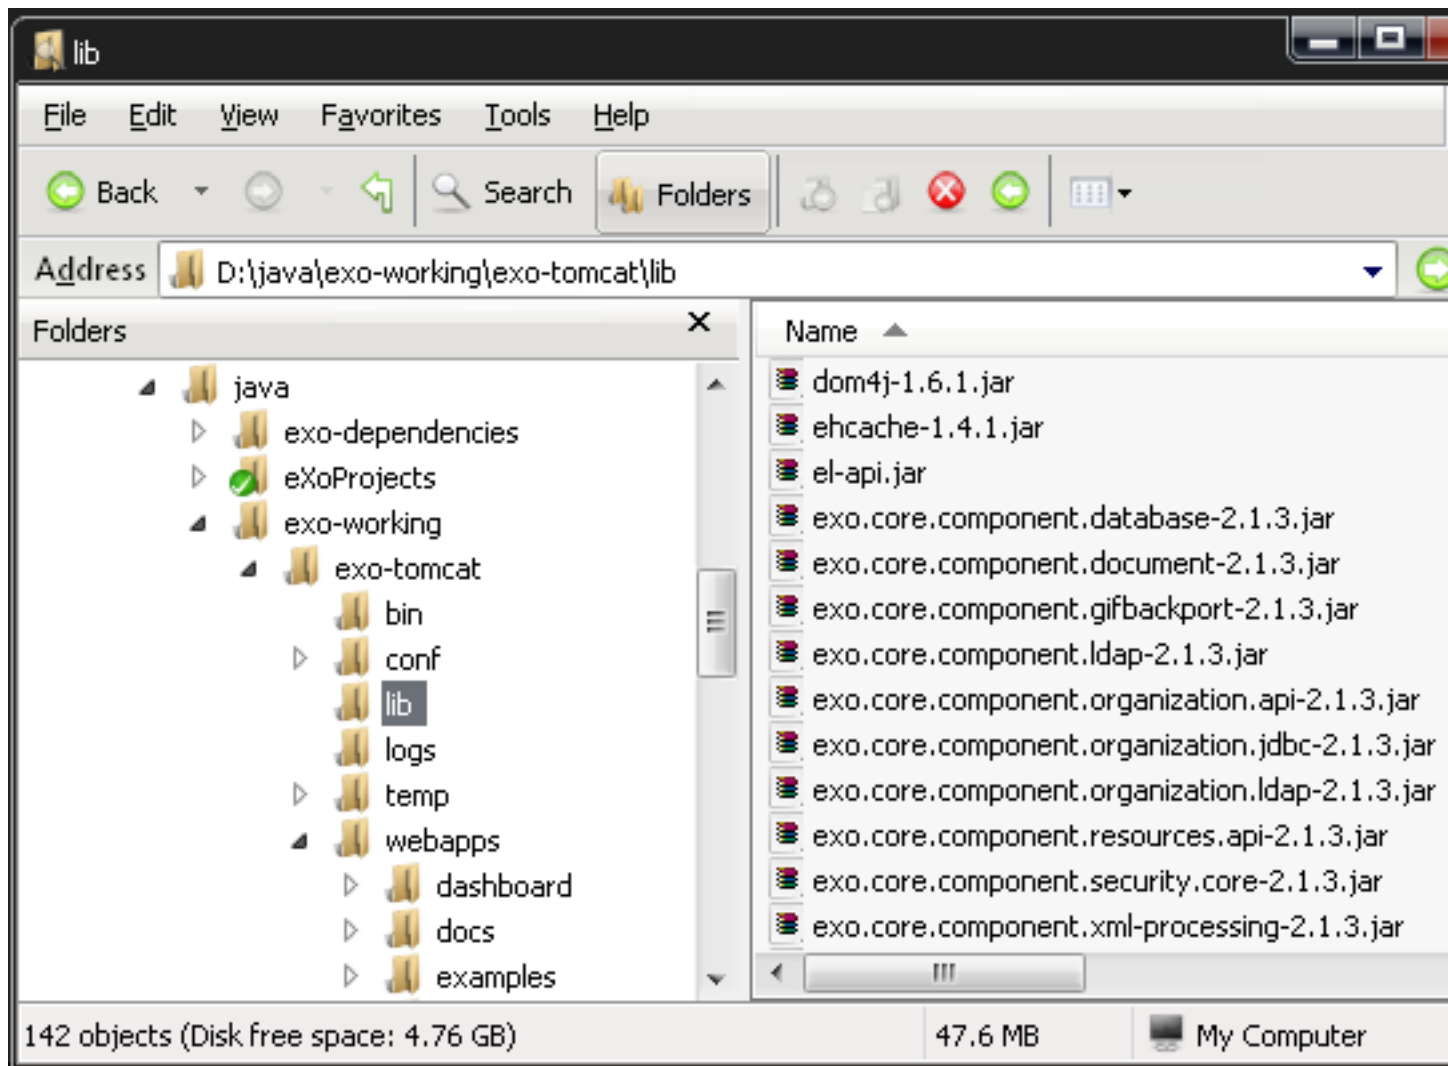 lib
File Edit View Favorites Tools Help
Back Search Folders
Address D:\java\exo-working\exo-tomcat\lib
Folders
java
exo-dependencies
eXoProjects
exo-working
exo-tomcat
bin
conf
lib
logs
temp
webapps
dashboard
docs
examples
Name
dom4j-1.6.1.jar
ehcache-1.4.1.jar
el-api.jar
exo.core.component.database-2.1.3.jar
exo.core.component.document-2.1.3.jar
exo.core.component.gifbackport-2.1.3.jar
exo.core.component.ldap-2.1.3.jar
exo.core.component.organization.api-2.1.3.jar
exo.core.component.organization.jdbc-2.1.3.jar
exo.core.component.organization.ldap-2.1.3.jar
exo.core.component.resources.api-2.1.3.jar
exo.core.component.security.core-2.1.3.jar
exo.core.component.xml-processing-2.1.3.jar
142 objects (Disk free space: 4.76 GB) 47.6 MB My Computer